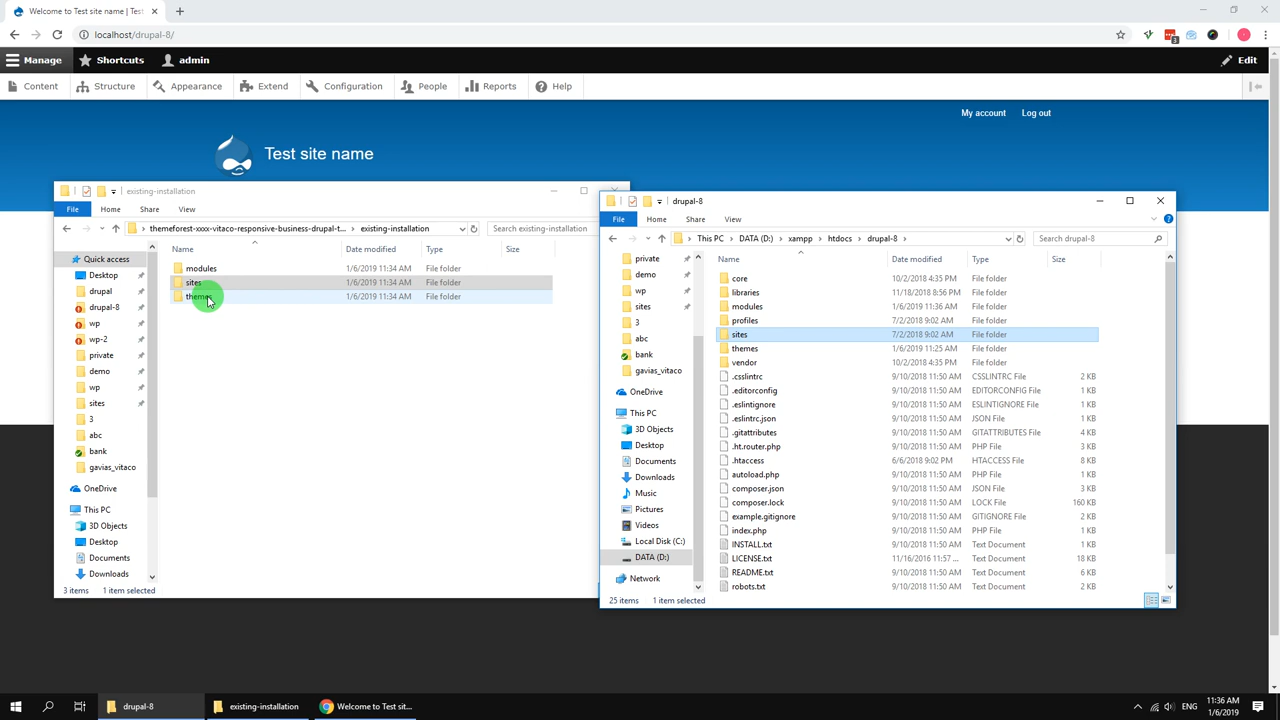 Welcome to Test site name | Test
localhost/drupal-8/
3
Manage
Shortcuts
admin
Edit
Content
Structure
Appearance
Extend
Configuration
People
Reports
Help
My account
Log out
Test site name
existing-installation
File
Home
Share
View
themeforest-xxxx-vitaco-responsive-business-drupal-t...
existing-installation
Search existing-installation
Name
Date modified
Type
Size
Quick access
Desktop
drupal
drupal-8
wp
wp-2
private
demo
wp
sites
3
abc
bank
gavias_vitaco
OneDrive
This PC
3D Objects
Desktop
Documents
Downloads
modules 1/6/2019 11:34 AM File folder
sites 1/6/2019 11:34 AM File folder
themes 1/6/2019 11:34 AM File folder
3 items 1 item selected
drupal-8
File
Home
Share
View
This PC
DATA (D:)
xampp
htdocs
drupal-8
Search drupal-8
Name
Date modified
Type
Size
private
demo
wp
sites
3
abc
bank
gavias_vitaco
OneDrive
This PC
3D Objects
Desktop
Documents
Downloads
Music
Pictures
Videos
Local Disk (C:)
DATA (D:)
Network
core 10/2/2018 4:35 PM File folder
libraries 11/18/2018 8:56 PM File folder
modules 1/6/2019 11:36 AM File folder
profiles 7/2/2018 9:02 AM File folder
sites 7/2/2018 9:02 AM File folder
themes 1/6/2019 11:25 AM File folder
vendor 10/2/2018 4:35 PM File folder
.csslintrc 9/10/2018 11:50 AM CSSLINTRC File 2 KB
.editorconfig 9/10/2018 11:50 AM EDITORCONFIG File 1 KB
.eslintignore 9/10/2018 11:50 AM ESLINTIGNORE File 1 KB
.eslintrc.json 9/10/2018 11:50 AM JSON File 1 KB
.gitattributes 9/10/2018 11:50 AM GITATTRIBUTES File 4 KB
.ht.router.php 9/10/2018 11:50 AM PHP File 3 KB
.htaccess 6/6/2018 9:02 PM HTACCESS File 8 KB
autoload.php 9/10/2018 11:50 AM PHP File 1 KB
composer.json 9/10/2018 11:50 AM JSON File 3 KB
composer.lock 9/10/2018 11:50 AM LOCK File 160 KB
example.gitignore 9/10/2018 11:50 AM GITIGNORE File 2 KB
index.php 9/10/2018 11:50 AM PHP File 1 KB
INSTALL.txt 9/10/2018 11:50 AM Text Document 1 KB
LICENSE.txt 11/16/2016 11:57 ... Text Document 18 KB
README.txt 9/10/2018 11:50 AM Text Document 6 KB
robots.txt 9/10/2018 11:50 AM Text Document 2 KB
25 items 1 item selected
drupal-8
existing-installation
Welcome to Test sit...
ENG
11:36 AM
1/6/2019